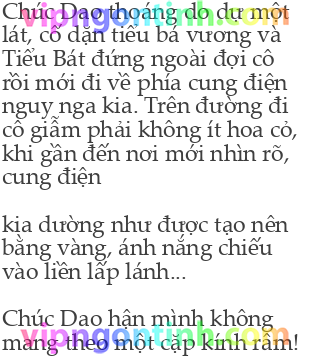 Chúc Dao thoáng do dự một
lát, cô dặn tiểu bá vương và
Tiểu Bát đứng ngoài đợi cô
rồi mới đi về phía cung điện
nguy nga kia. Trên đường đi
cô giẫm phải không ít hoa cỏ,
khi gần đến nơi mới nhìn rõ,
cung điện
kia dường như được tạo nên
bằng vàng, ánh nắng chiếu
vào liền lấp lánh...
Chúc Dao hận mình không
mang theo một cặp kính râm!
vipngontinh.com
vipngontinh.com